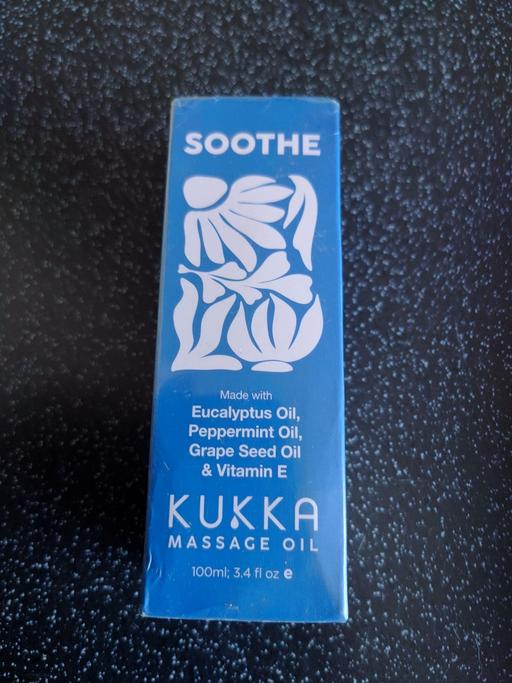 SOOTHE
Made with
Eucalyptus Oil,
Peppermint Oil,
Grape Seed Oil
& Vitamin E
KUKKA
MASSAGE OIL
100ml; 3.4 fl oz e